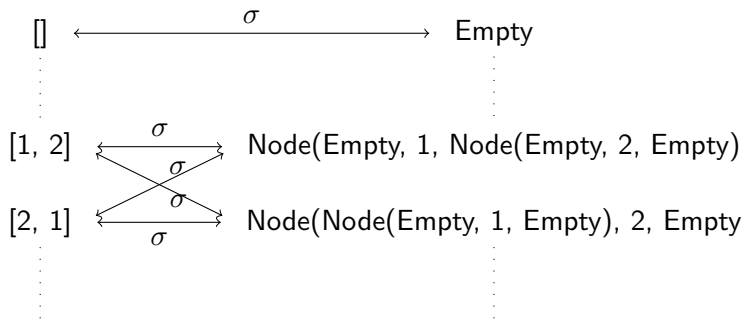 σ
[] Empty
σ
[1, 2] Node(Empty, 1, Node(Empty, 2, Empty)
σ
σ
[2, 1] Node(Node(Empty, 1, Empty), 2, Empty
σ